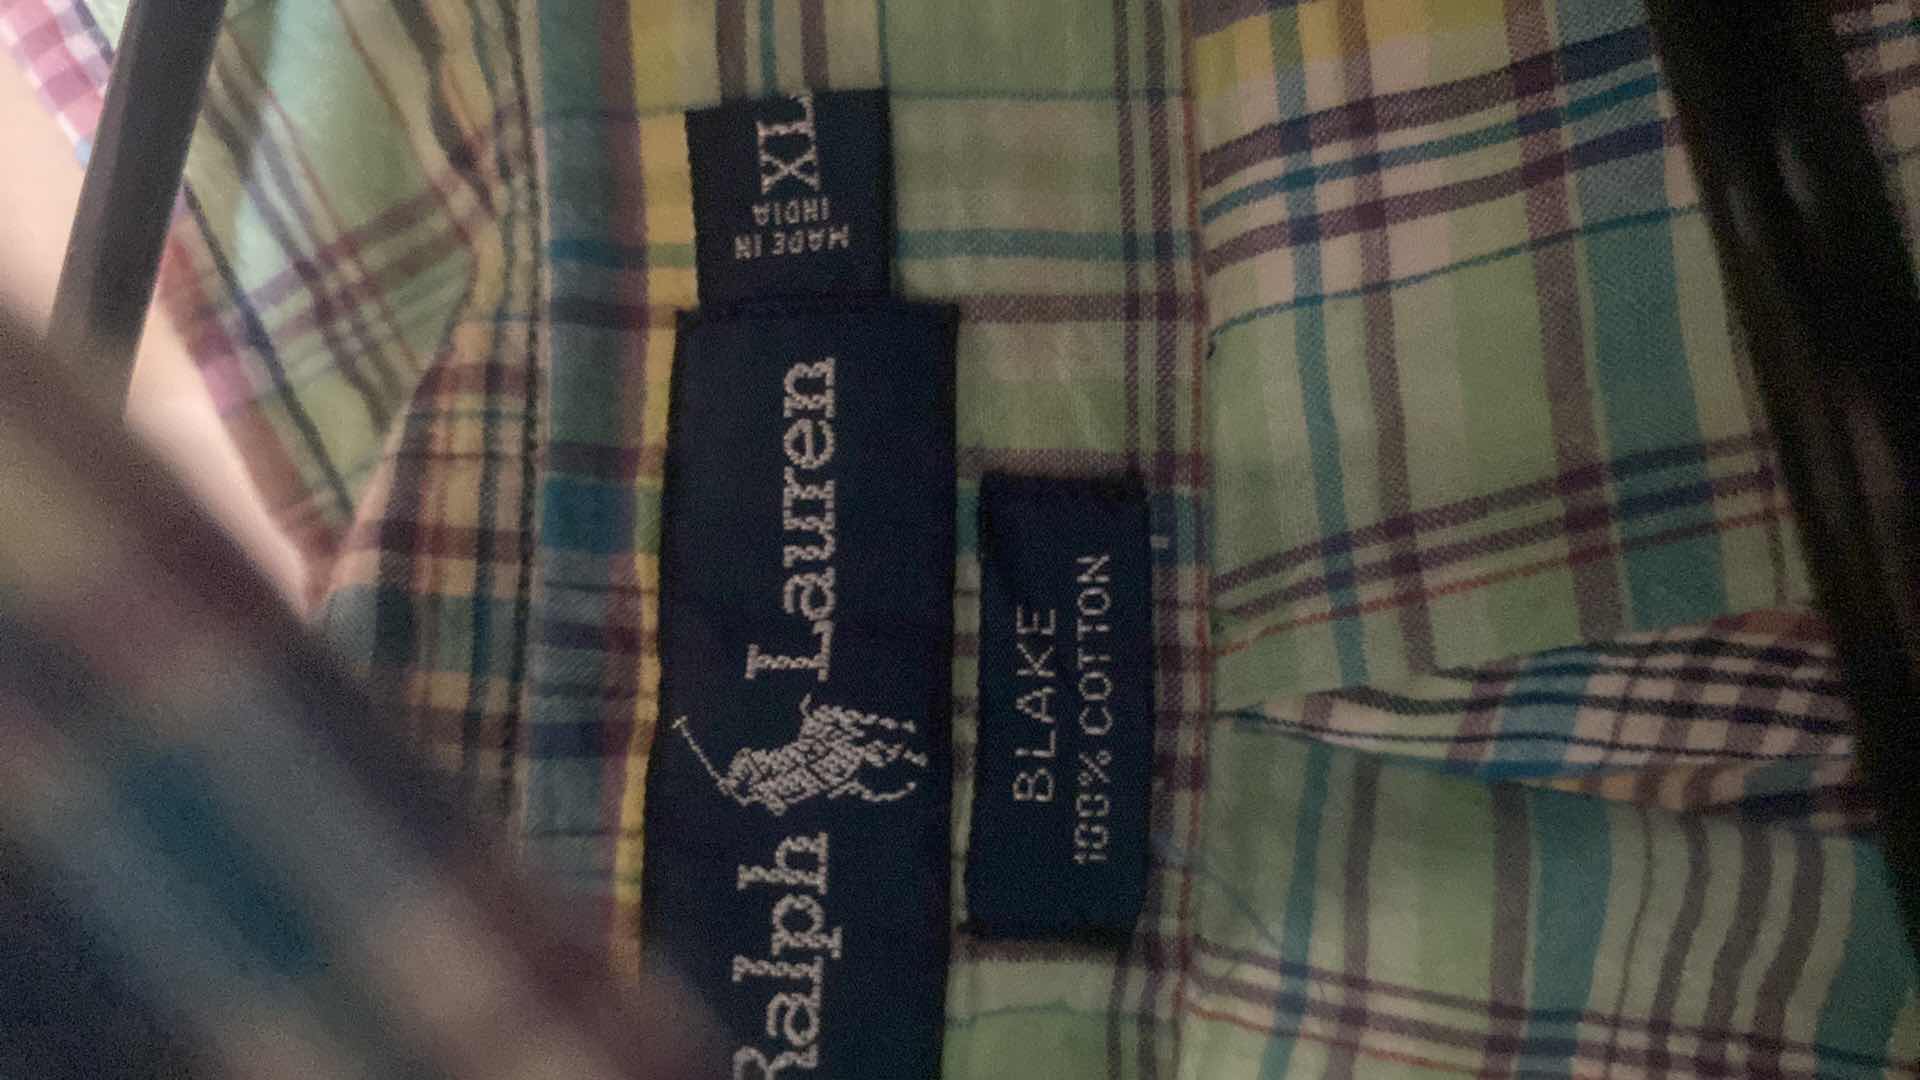 Ralph Lauren
XL
MADE IN
INDIA
BLAKE
100% COTTON